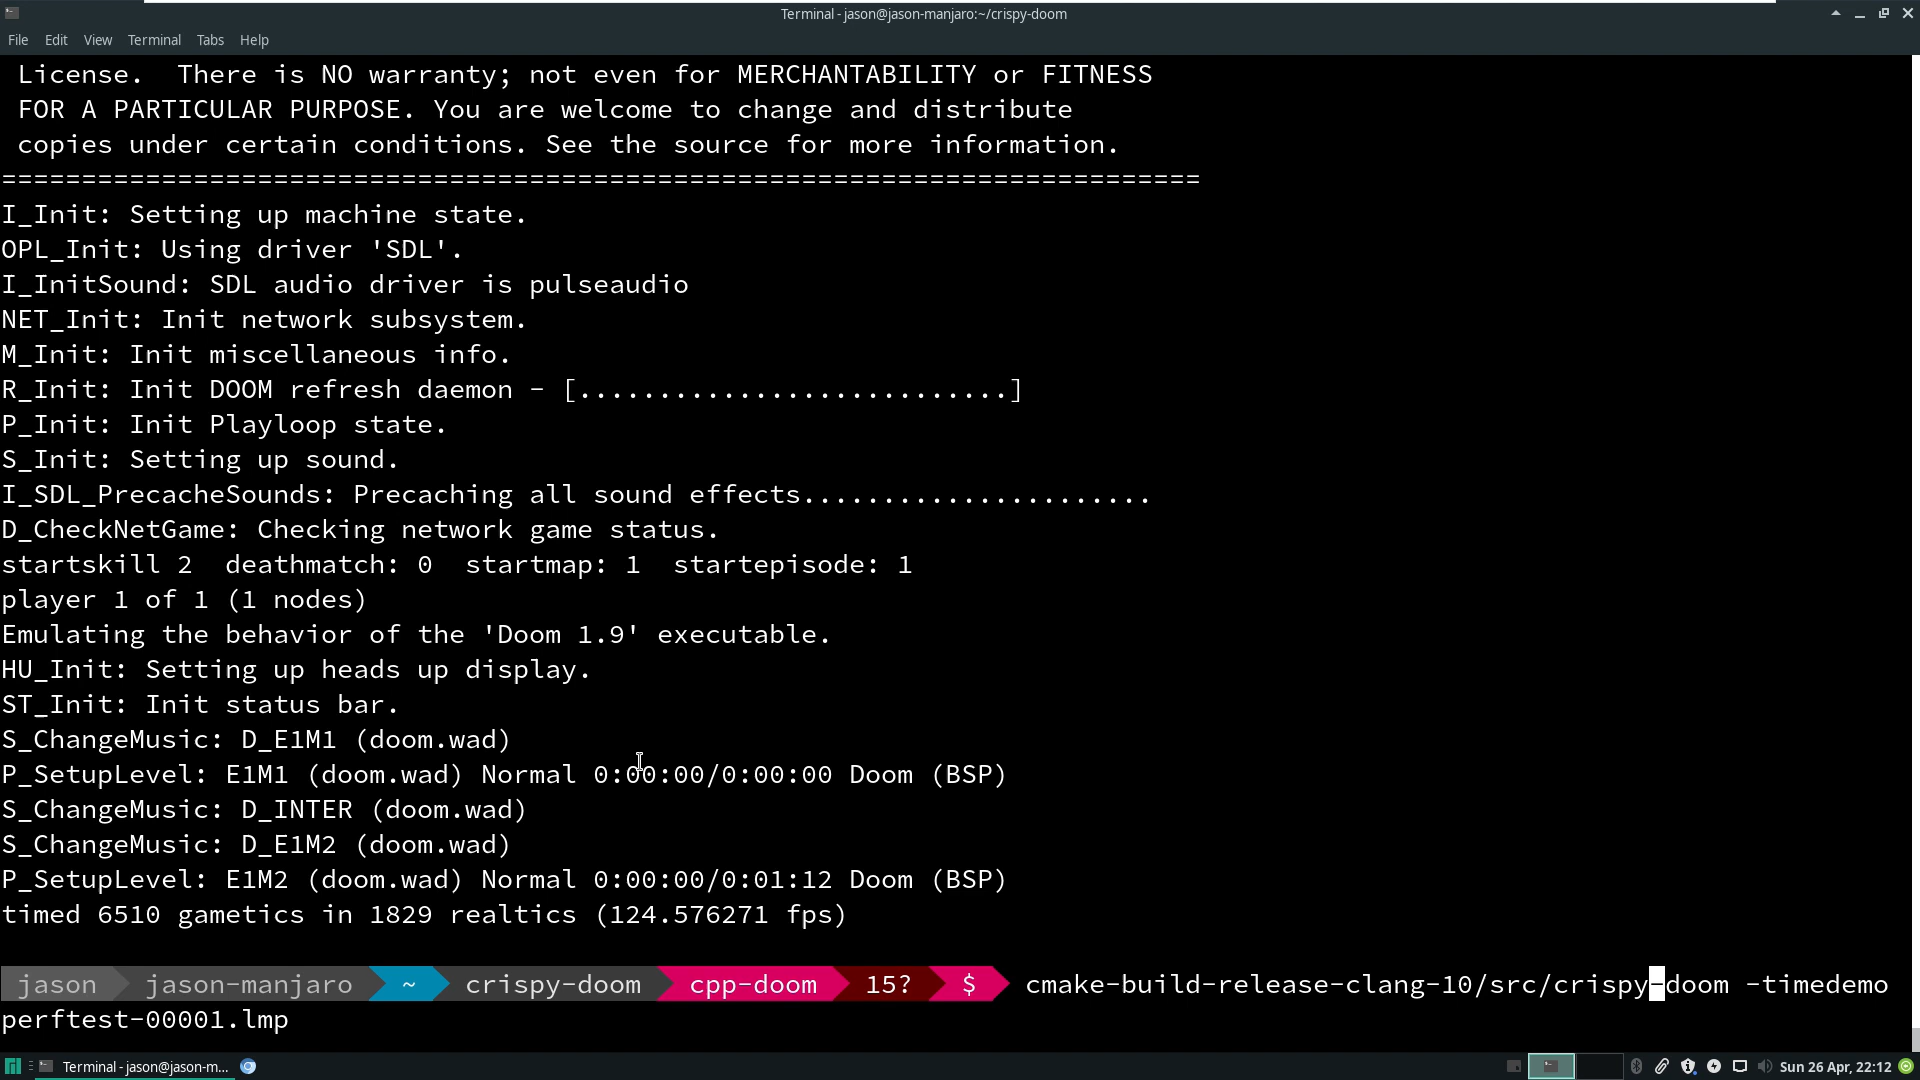 Terminal - jason@jason-manjaro:~/crispy-doom
File Edit View Terminal Tabs Help
License.  There is NO warranty; not even for MERCHANTABILITY or FITNESS
FOR A PARTICULAR PURPOSE. You are welcome to change and distribute
copies under certain conditions. See the source for more information.
===========================================================================
I_Init: Setting up machine state.
OPL_Init: Using driver 'SDL'.
I_InitSound: SDL audio driver is pulseaudio
NET_Init: Init network subsystem.
M_Init: Init miscellaneous info.
R_Init: Init DOOM refresh daemon - [...........................]
P_Init: Init Playloop state.
S_Init: Setting up sound.
I_SDL_PrecacheSounds: Precaching all sound effects......................
D_CheckNetGame: Checking network game status.
startskill 2  deathmatch: 0  startmap: 1  startepisode: 1
player 1 of 1 (1 nodes)
Emulating the behavior of the 'Doom 1.9' executable.
HU_Init: Setting up heads up display.
ST_Init: Init status bar.
S_ChangeMusic: D_E1M1 (doom.wad)
P_SetupLevel: E1M1 (doom.wad) Normal 0:00:00/0:00:00 Doom (BSP)
S_ChangeMusic: D_INTER (doom.wad)
S_ChangeMusic: D_E1M2 (doom.wad)
P_SetupLevel: E1M2 (doom.wad) Normal 0:00:00/0:01:12 Doom (BSP)
timed 6510 gametics in 1829 realtics (124.576271 fps)
jason jason-manjaro ~ crispy-doom cpp-doom 15? $ cmake-build-release-clang-10/src/crispy-doom -timedemo
perftest-00001.lmp
Terminal - jason@jason-m... Sun 26 Apr, 22:12